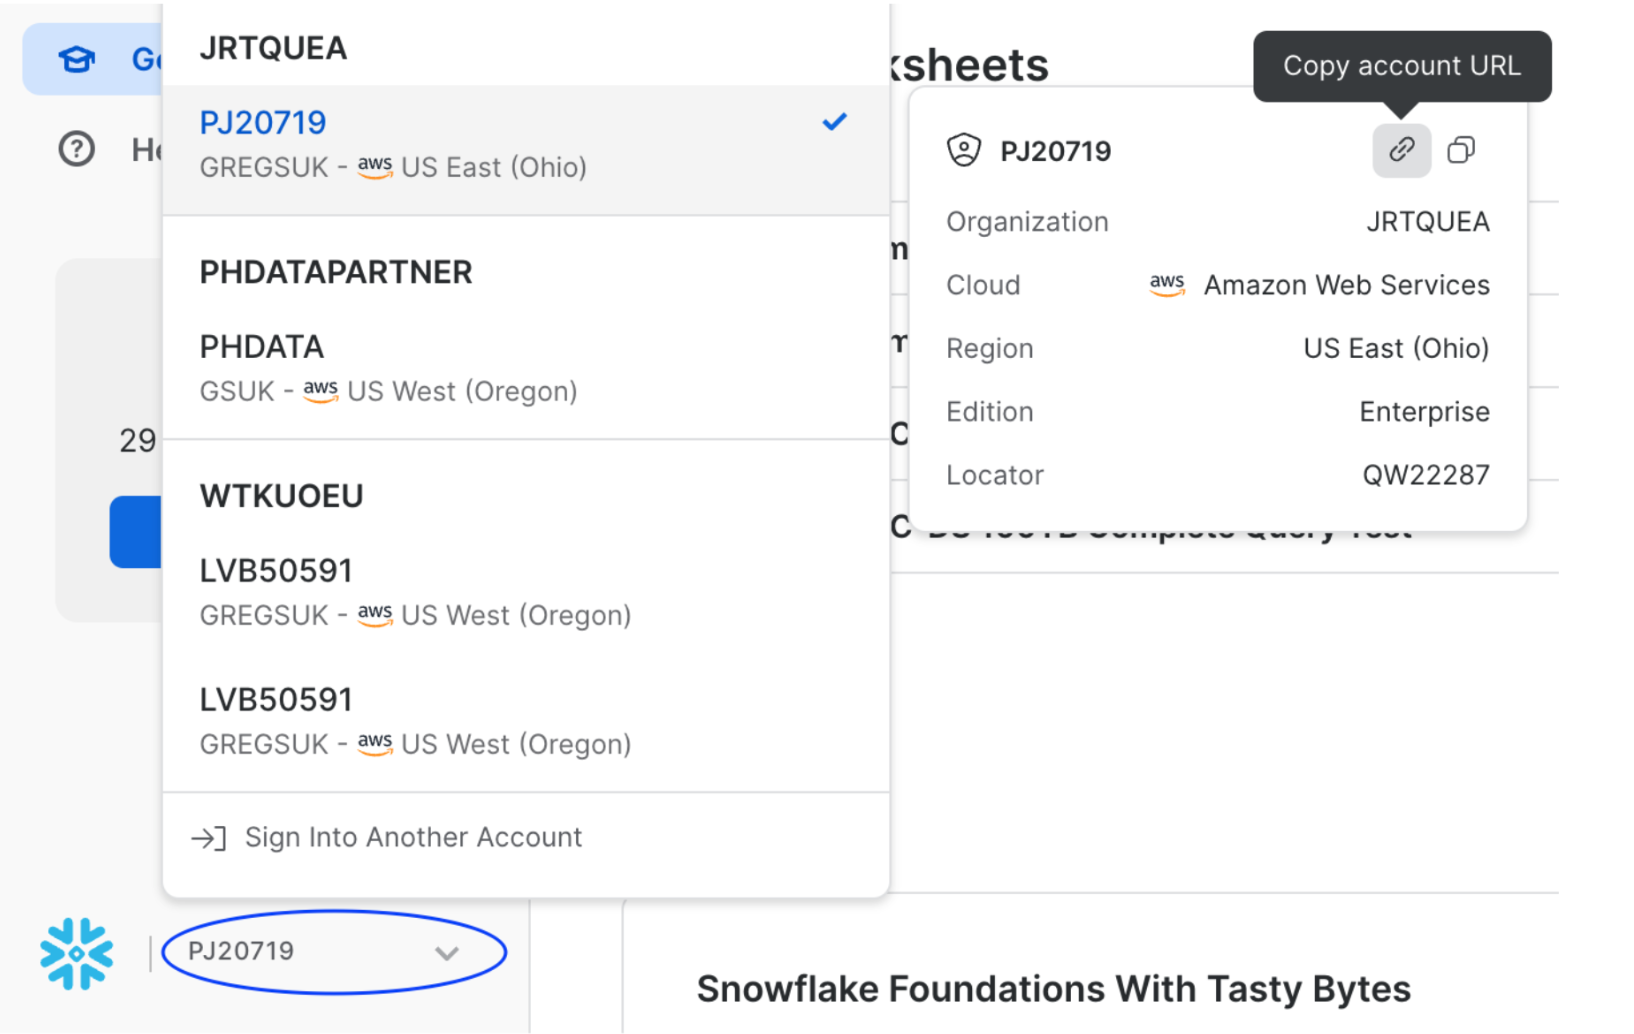 JRTQUEA
PJ20719
GREGSUK - aws US East (Ohio)
PHDATAPARTNER
PHDATA
GSUK - aws US West (Oregon)
29
WTKUOEU
LVB50591
GREGSUK - aws US West (Oregon)
LVB50591
GREGSUK - aws US West (Oregon)
Sign Into Another Account
PJ20719
ksheets
Copy account URL
PJ20719
Organization JRTQUEA
Cloud aws Amazon Web Services
Region US East (Ohio)
Edition Enterprise
Locator QW22287
Complete Query Test
Snowflake Foundations With Tasty Bytes